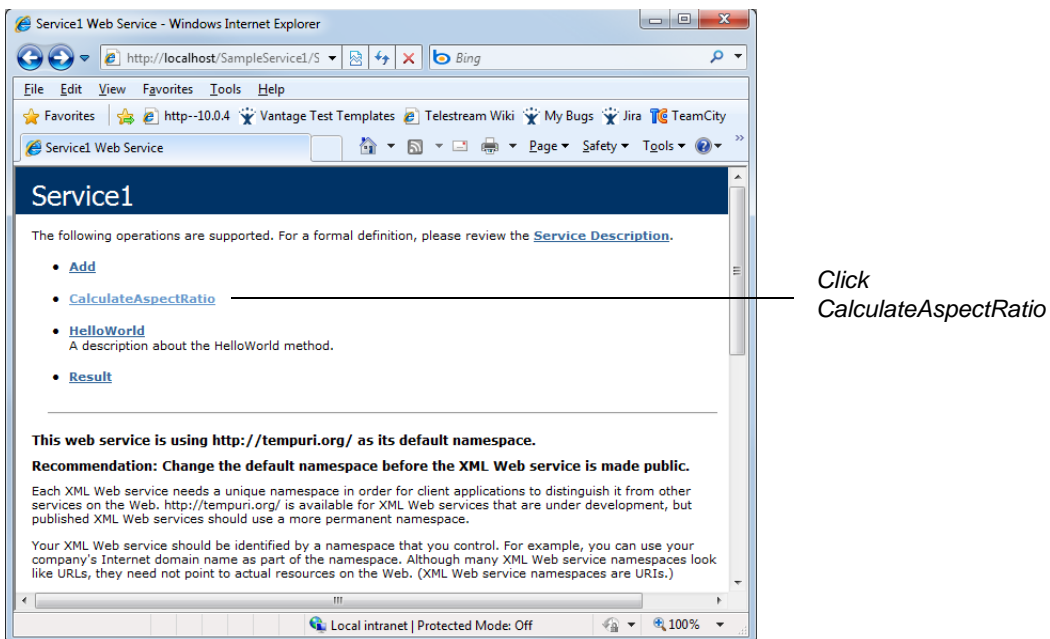 Service1 Web Service - Windows Internet Explorer
http://localhost/SampleService1/S
Bing
File Edit View Favorites Tools Help
Favorites http--10.0.4 Vantage Test Templates Telestream Wiki My Bugs Jira TeamCity
Service1 Web Service Page Safety Tools
Service1
The following operations are supported. For a formal definition, please review the Service Description.
• Add
• CalculateAspectRatio
Click
CalculateAspectRatio
• HelloWorld
A description about the HelloWorld method.
• Result
This web service is using http://tempuri.org/ as its default namespace.
Recommendation: Change the default namespace before the XML Web service is made public.
Each XML Web service needs a unique namespace in order for client applications to distinguish it from other
services on the Web. http://tempuri.org/ is available for XML Web services that are under development, but
published XML Web services should use a more permanent namespace.
Your XML Web service should be identified by a namespace that you control. For example, you can use your
company's Internet domain name as part of the namespace. Although many XML Web service namespaces look
like URLs, they need not point to actual resources on the Web. (XML Web service namespaces are URIs.)
Local intranet | Protected Mode: Off 100%